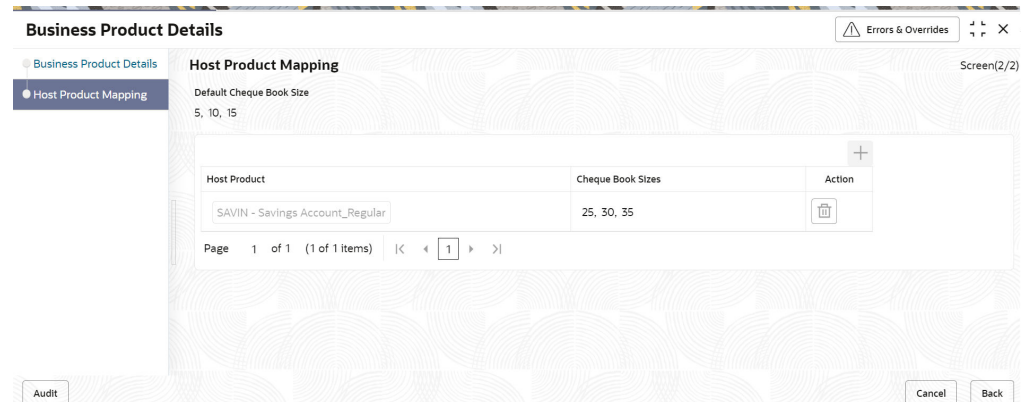 Business Product Details
Errors & Overrides
Business Product Details
Host Product Mapping
Host Product Mapping
Screen(2/2)
Default Cheque Book Size
5, 10, 15
Host Product Cheque Book Sizes Action
SAVIN - Savings Account_Regular 25, 30, 35
Page 1 of 1 (1 of 1 items) 1
Audit Cancel Back